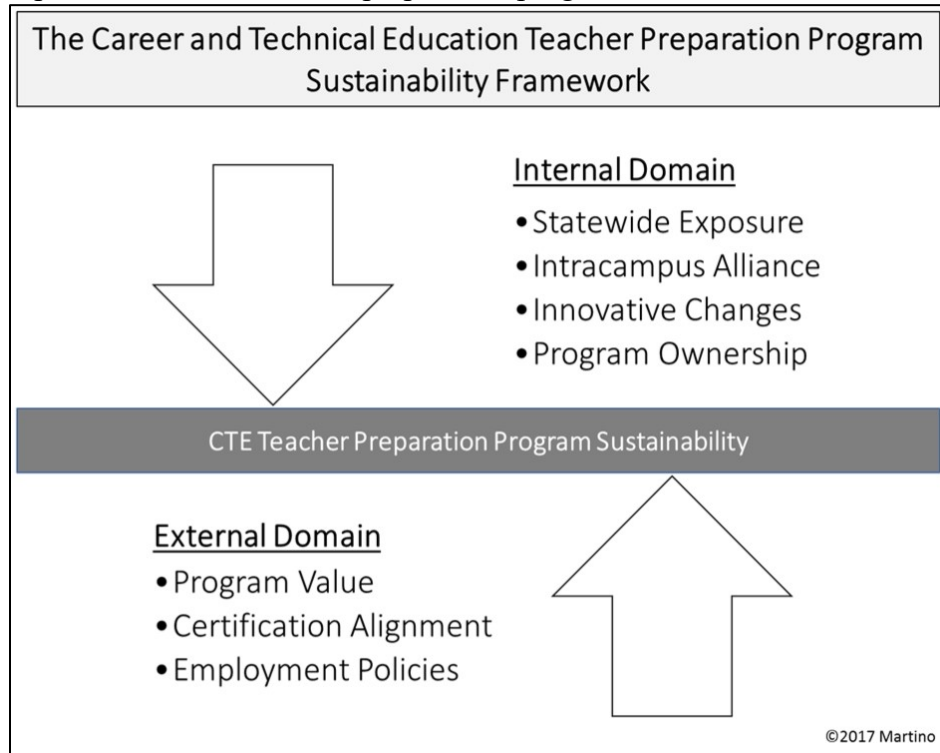 The Career and Technical Education Teacher Preparation Program
Sustainability Framework
Internal Domain
•Statewide Exposure
•Intracampus Alliance
•Innovative Changes
•Program Ownership
CTE Teacher Preparation Program Sustainability
External Domain
•Program Value
•Certification Alignment
•Employment Policies
©2017 Martino